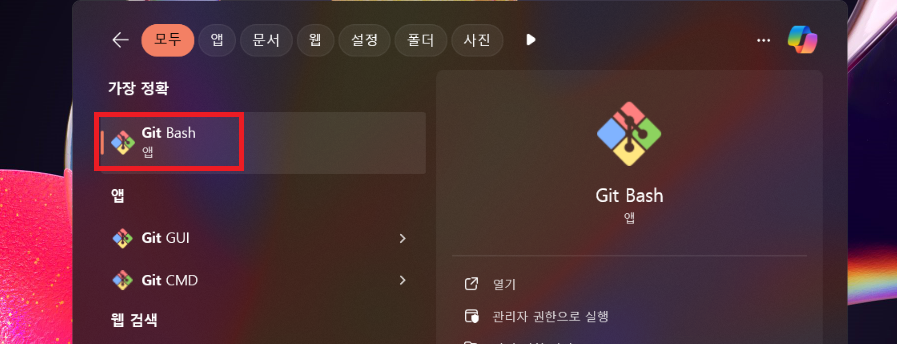 모두 앱 문서 웹 설정 폴더 사진
가장 정확
Git Bash
앱
앱
Git GUI
Git CMD
웹 검색
Git Bash
앱
열기
관리자 권한으로 실행